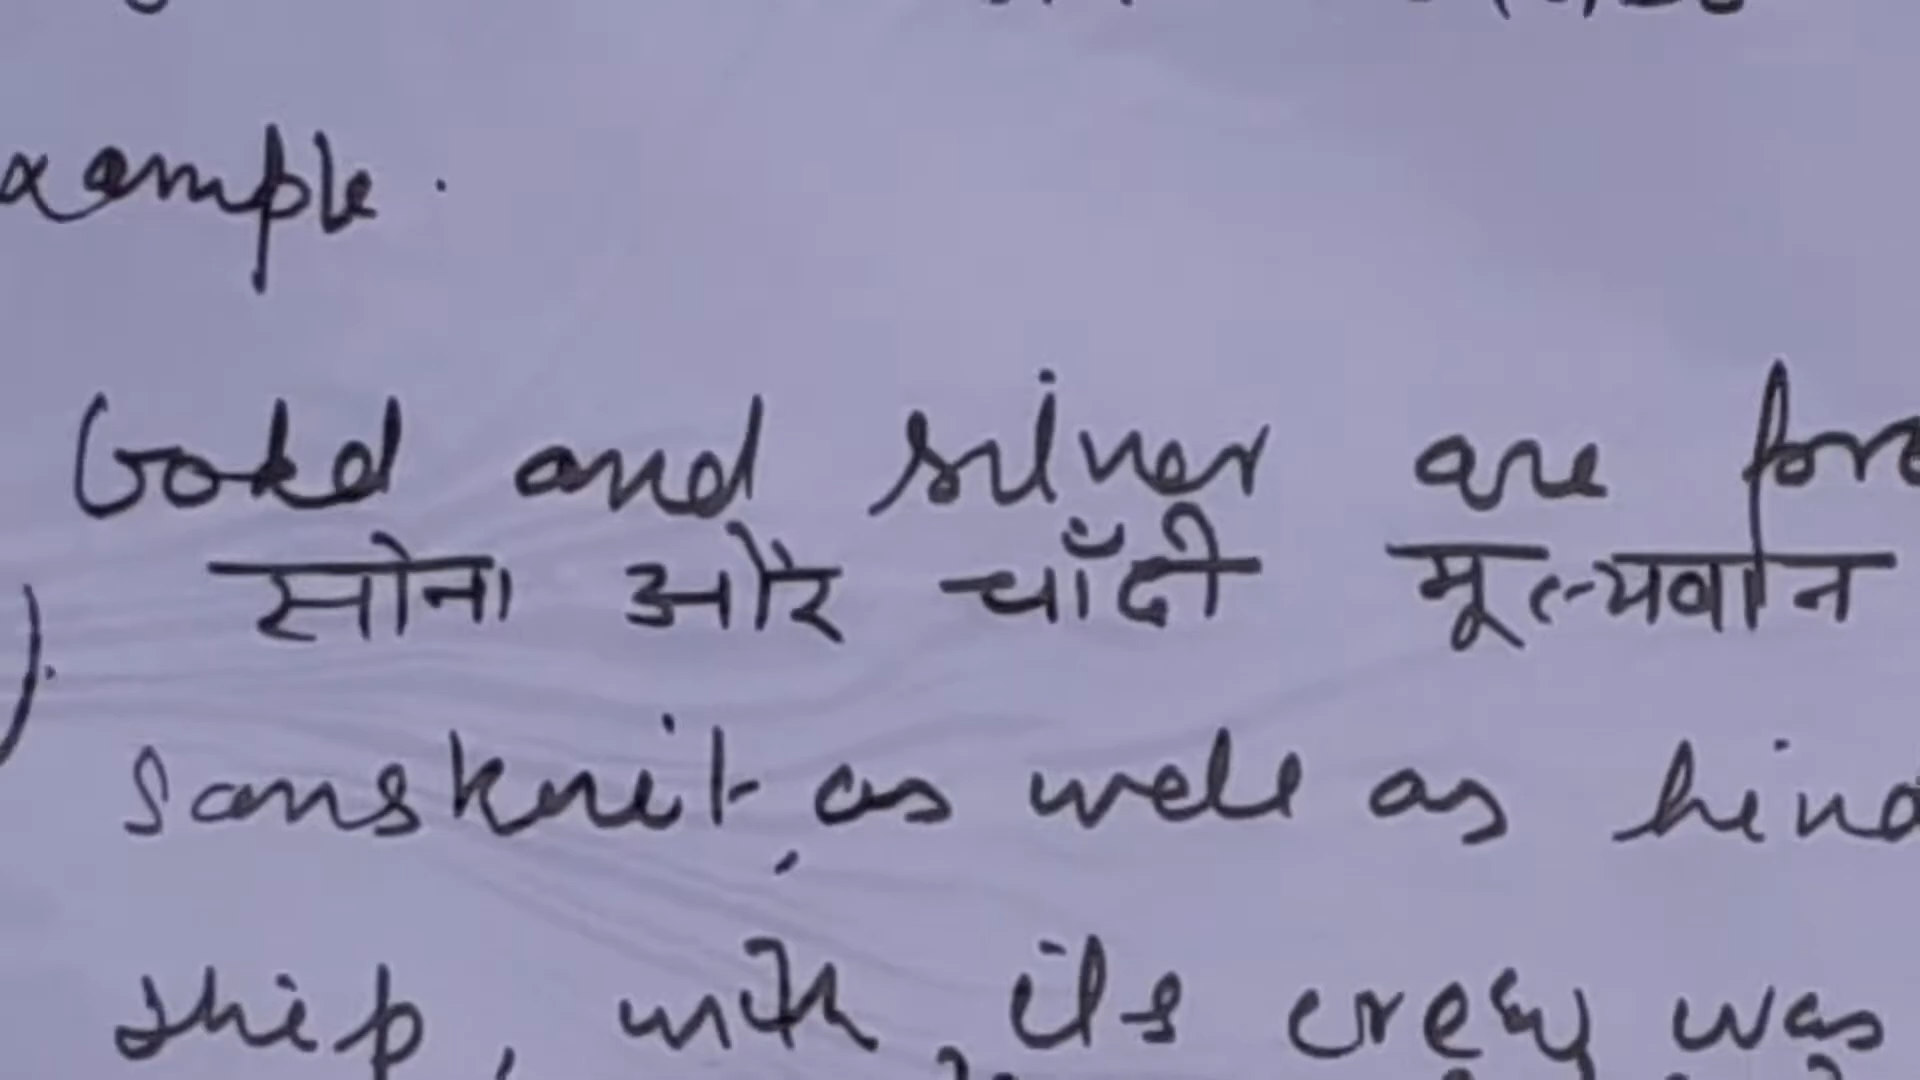 xample.
Gold and silver are
सोना और चाँदी मूल्यवान
Sanskrit as well as
ship, with its crew was